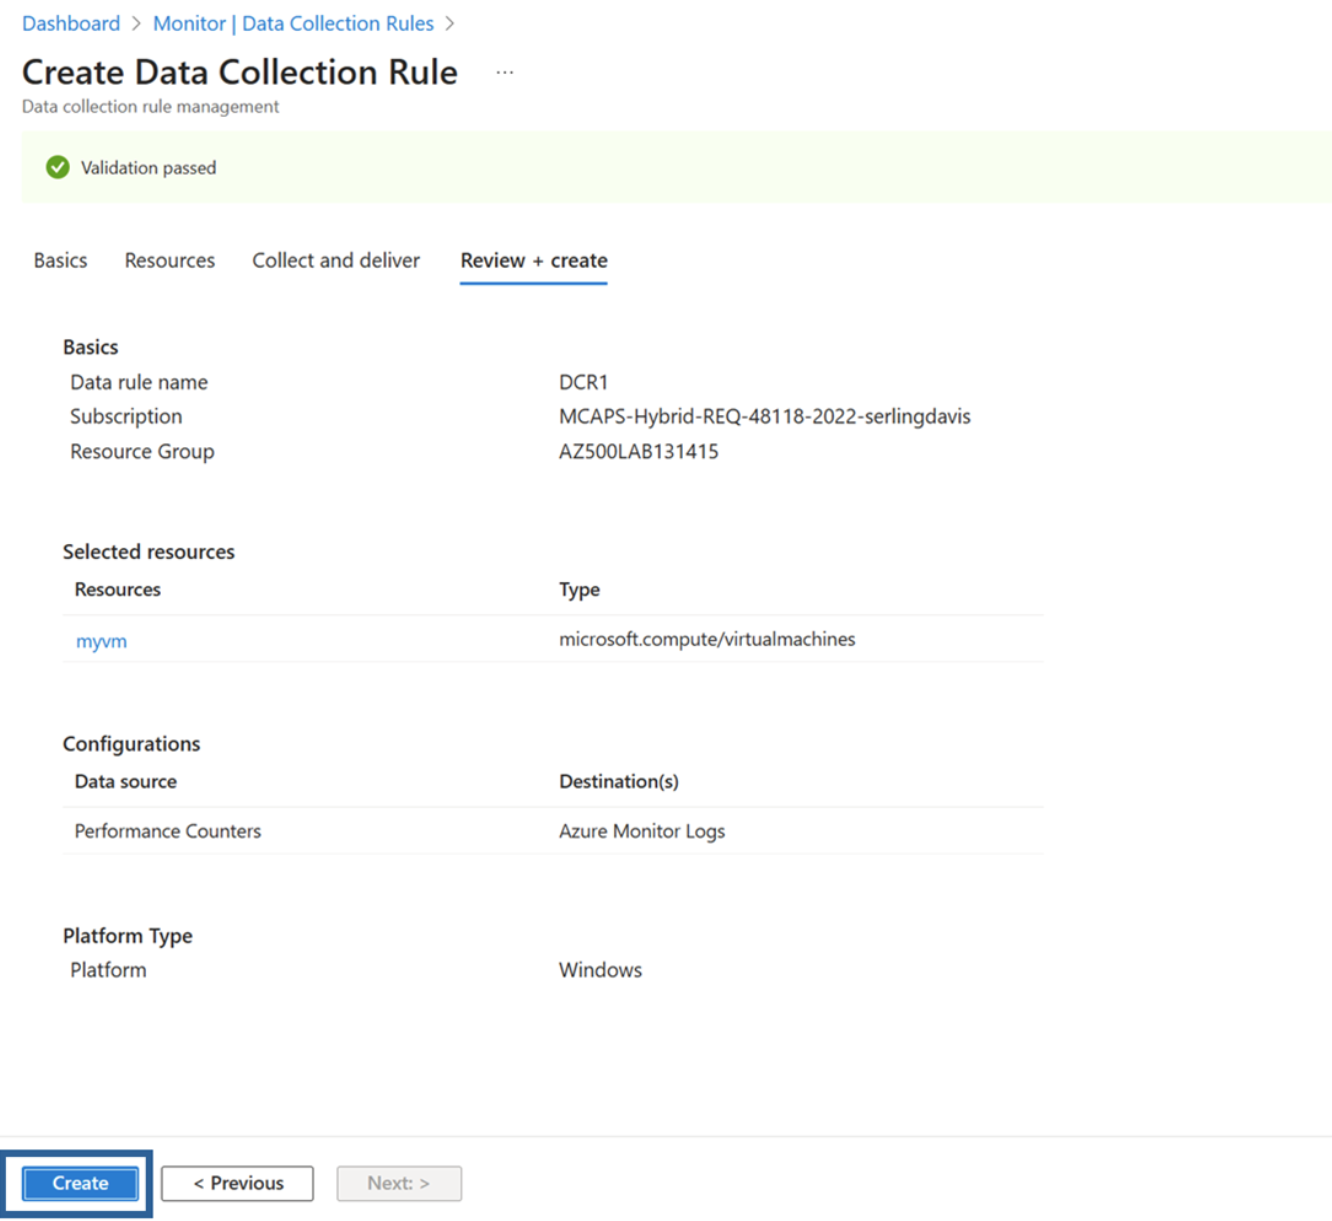 Dashboard > Monitor | Data Collection Rules >
Create Data Collection Rule ...
Data collection rule management
Validation passed
Basics Resources Collect and deliver Review + create
Basics
Data rule name DCR1
Subscription MCAPS-Hybrid-REQ-48118-2022-serlingdavis
Resource Group AZ500LAB131415
Selected resources
Resources Type
myvm microsoft.compute/virtualmachines
Configurations
Data source Destination(s)
Performance Counters Azure Monitor Logs
Platform Type
Platform Windows
Create < Previous Next: >